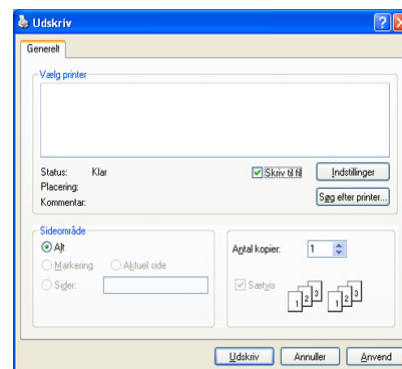 Udskriv
Generelt
Vælg printer
Status: Klar
Skriv til fil
Indstillinger
Placering:
Søg efter printer...
Kommentar:
Sideområde
Alt
Markering Aktuel side
Sider:
Antal kopier: 1
Sætvis
1 2 3 1 2 3
Udskriv Annuller Anvend